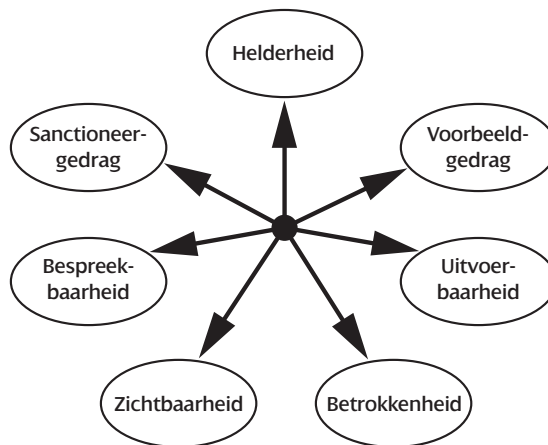 Helderheid
Sanctioneer-
gedrag
Voorbeeld-
gedrag
Bespreek-
baarheid
Uitvoer-
baarheid
Zichtbaarheid
Betrokkenheid